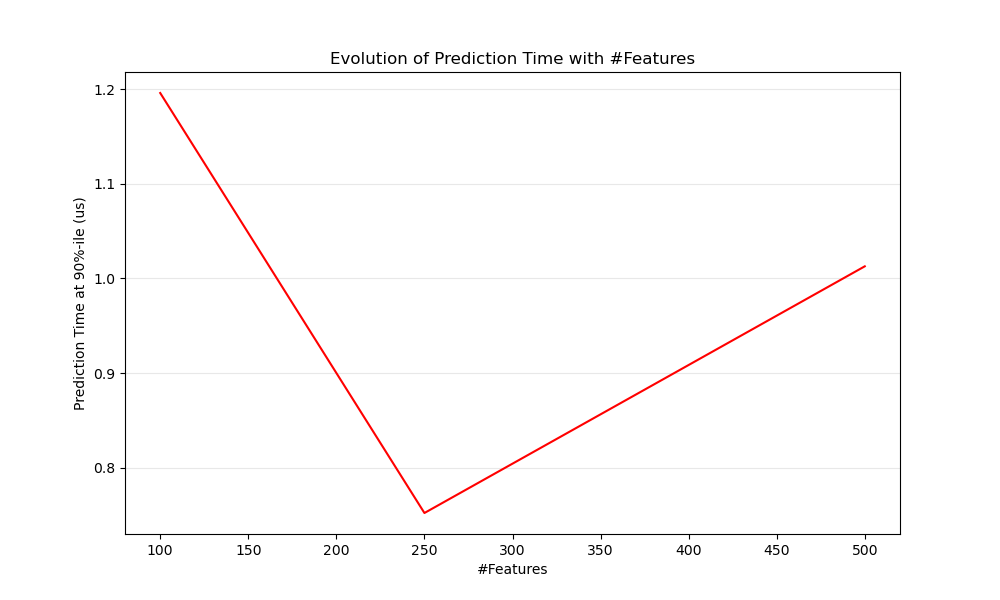 Evolution of Prediction Time with #Features
Prediction Time at 90%-ile (us)
1.2
1.1
1.0
0.9
0.8
100 150 200 250 300 350 400 450 500
#Features